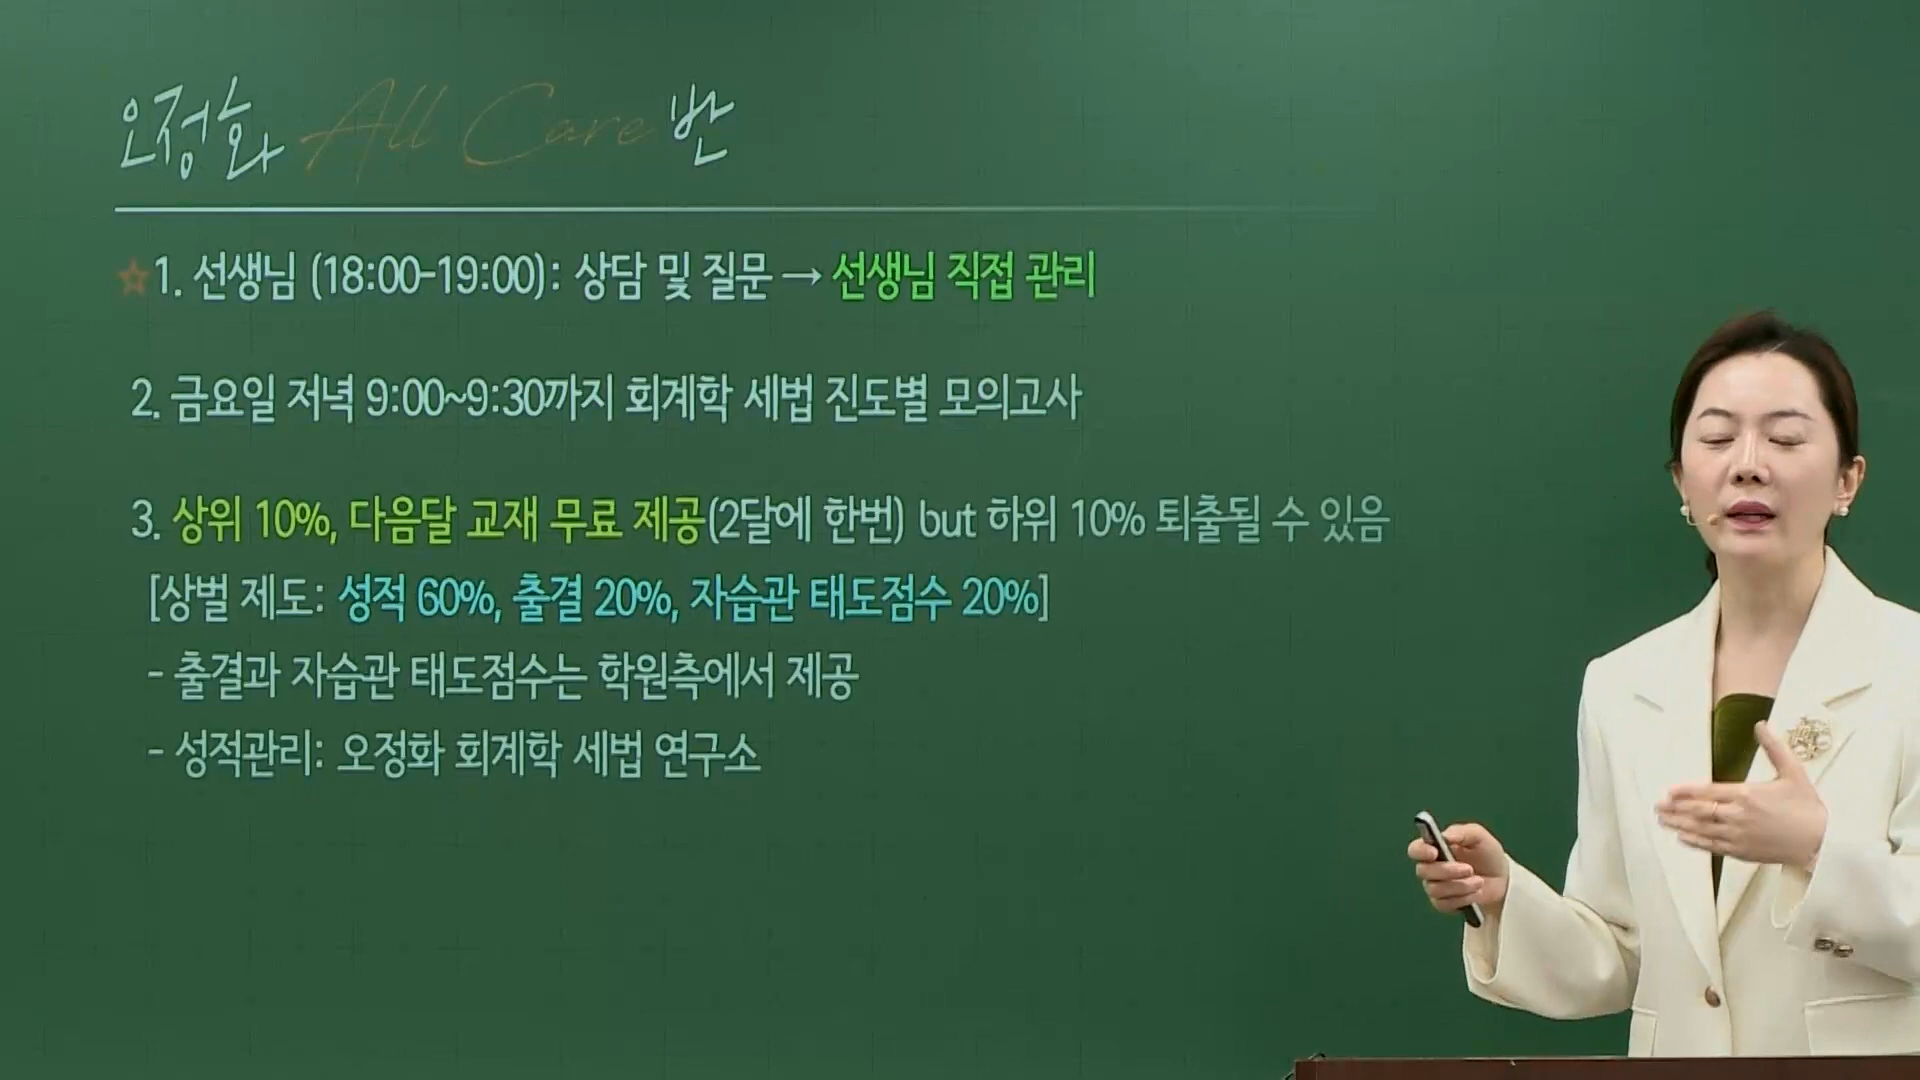 오정화 All Care 반
☆1. 선생님 (18:00-19:00): 상담 및 질문 → 선생님 직접 관리
2. 금요일 저녁 9:00~9:30까지 회계학 세법 진도별 모의고사
3. 상위 10%, 다음달 교재 무료 제공(2달에 한번) but 하위 10% 퇴출될 수 있음
[상벌 제도: 성적 60%, 출결 20%, 자습관 태도점수 20%]
- 출결과 자습관 태도점수는 학원측에서 제공
- 성적관리: 오정화 회계학 세법 연구소